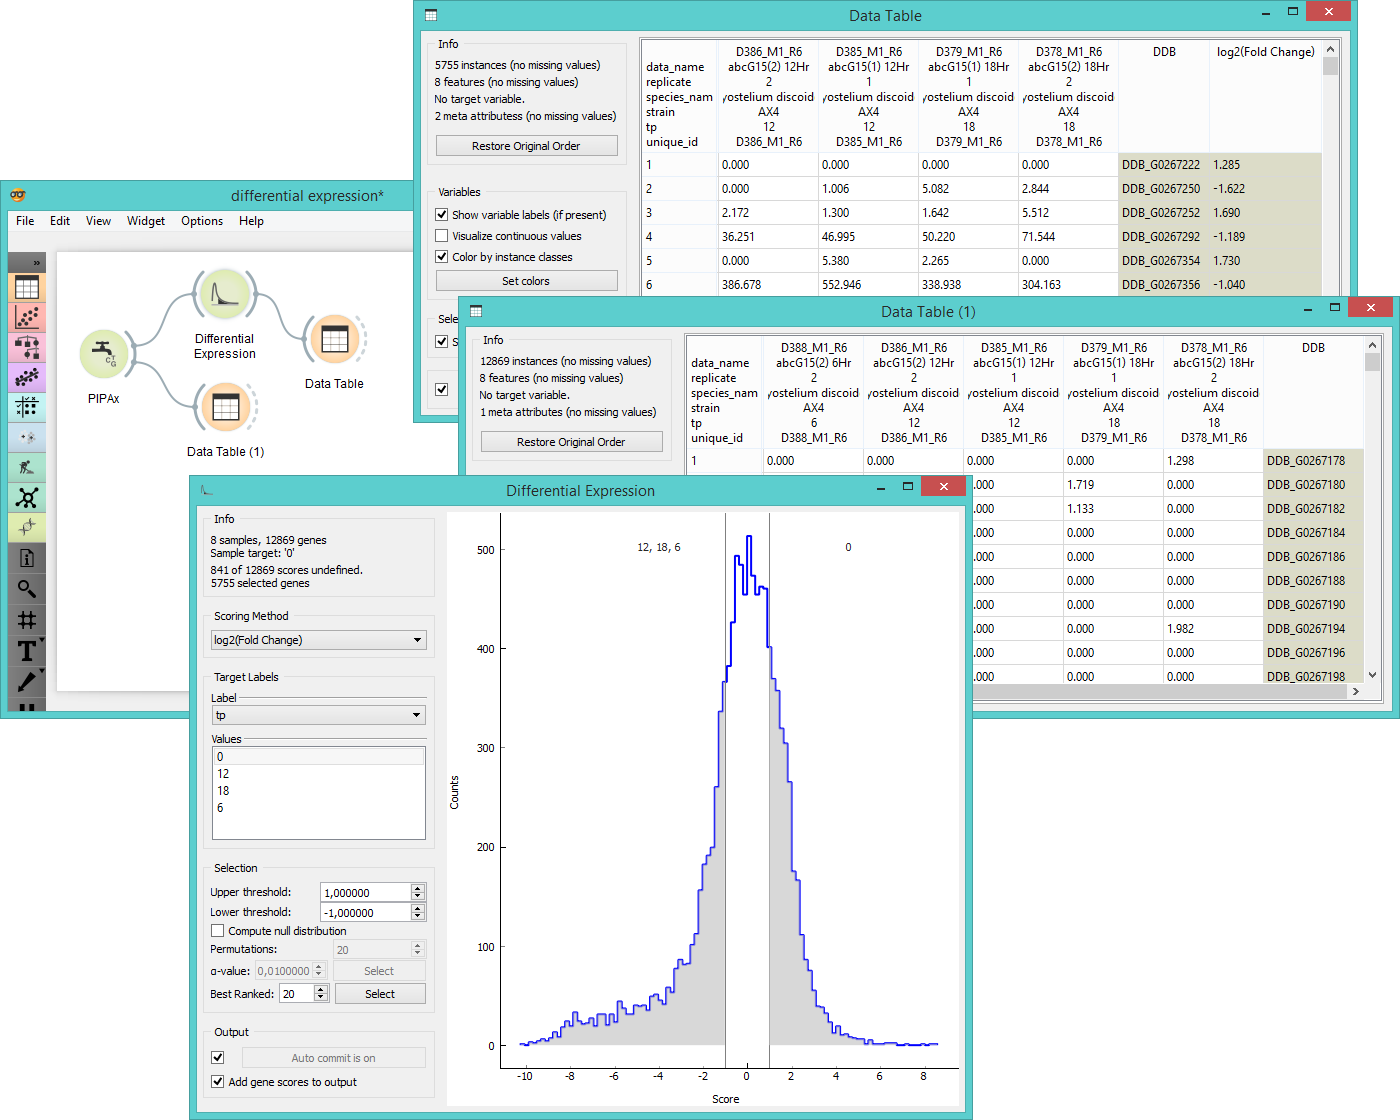 Data Table
Info
5755 instances (no missing values)
8 features (no missing values)
No target variable.
2 meta attributess (no missing values)
Restore Original Order
Variables
Show variable labels (if present)
Visualize continuous values
Color by instance classes
Set colors
Sele
S
D386_M1_R6 D385_M1_R6 D379_M1_R6 D378_M1_R6 DDB log2(Fold Change)
data_name abcG15(2) 12Hr abcG15(1) 12Hr abcG15(1) 18Hr abcG15(2) 18Hr
replicate 2 1 1 2
species_nam yostelium discoid yostelium discoid yostelium discoid yostelium discoid
strain AX4 AX4 AX4 AX4
tp 12 12 18 18
unique_id D386_M1_R6 D385_M1_R6 D379_M1_R6 D378_M1_R6
1 0.000 0.000 0.000 0.000 DDB_G0267222 1.285
2 0.000 1.006 5.082 2.844 DDB_G0267250 -1.622
3 2.172 1.300 1.642 5.512 DDB_G0267252 1.690
4 36.251 46.995 50.220 71.544 DDB_G0267292 -1.189
5 0.000 5.380 2.265 0.000 DDB_G0267354 1.730
6 386.678 552.946 338.938 304.163 DDB_G0267356 -1.040
differential expression*
File Edit View Widget Options Help
»
PIPAx
Differential
Expression
Data Table
Data Table (1)
Data Table (1)
Info
12869 instances (no missing values)
8 features (no missing values)
No target variable.
1 meta attributes (no missing values)
Restore Original Order
D388_M1_R6 D386_M1_R6 D385_M1_R6 D379_M1_R6 D378_M1_R6 DDB
data_name abcG15(2) 6Hr abcG15(2) 12Hr abcG15(1) 12Hr abcG15(1) 18Hr abcG15(2) 18Hr
replicate 2 2 1 1 2
species_nam yostelium discoid yostelium discoid yostelium discoid yostelium discoid yostelium discoid
strain AX4 AX4 AX4 AX4 AX4
tp 6 12 12 18 18
unique_id D388_M1_R6 D386_M1_R6 D385_M1_R6 D379_M1_R6 D378_M1_R6
1 0.000 0.000 0.000 0.000 1.298 DDB_G0267178
.000 1.719 0.000 DDB_G0267180
.000 1.133 0.000 DDB_G0267182
.000 0.000 0.000 DDB_G0267184
.000 0.000 0.000 DDB_G0267186
.000 0.000 0.000 DDB_G0267188
.000 0.000 0.000 DDB_G0267190
.000 0.000 1.982 DDB_G0267194
.000 0.000 0.000 DDB_G0267196
.000 0.000 0.000 DDB_G0267198
Differential Expression
Info
8 samples, 12869 genes
Sample target: '0'
841 of 12869 scores undefined.
5755 selected genes
Scoring Method
log2(Fold Change)
Target Labels
Label
tp
Values
0
12
18
6
Selection
Upper threshold: 1,000000
Lower threshold: -1,000000
Compute null distribution
Permutations: 20
α-value: 0,0100000 Select
Best Ranked: 20 Select
Output
Auto commit is on
Add gene scores to output
12, 18, 6 0
500
400
300
200
100
0
Counts
-10 -8 -6 -4 -2 0 2 4 6 8
Score